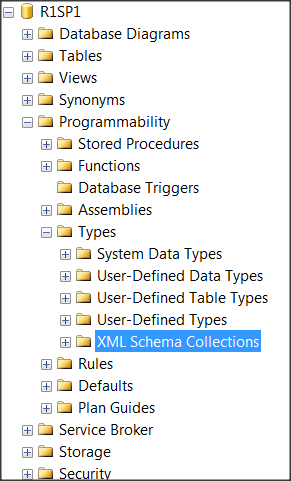 R1SP1
Database Diagrams
Tables
Views
Synonyms
Programmability
Stored Procedures
Functions
Database Triggers
Assemblies
Types
System Data Types
User-Defined Data Types
User-Defined Table Types
User-Defined Types
XML Schema Collections
Rules
Defaults
Plan Guides
Service Broker
Storage
Security